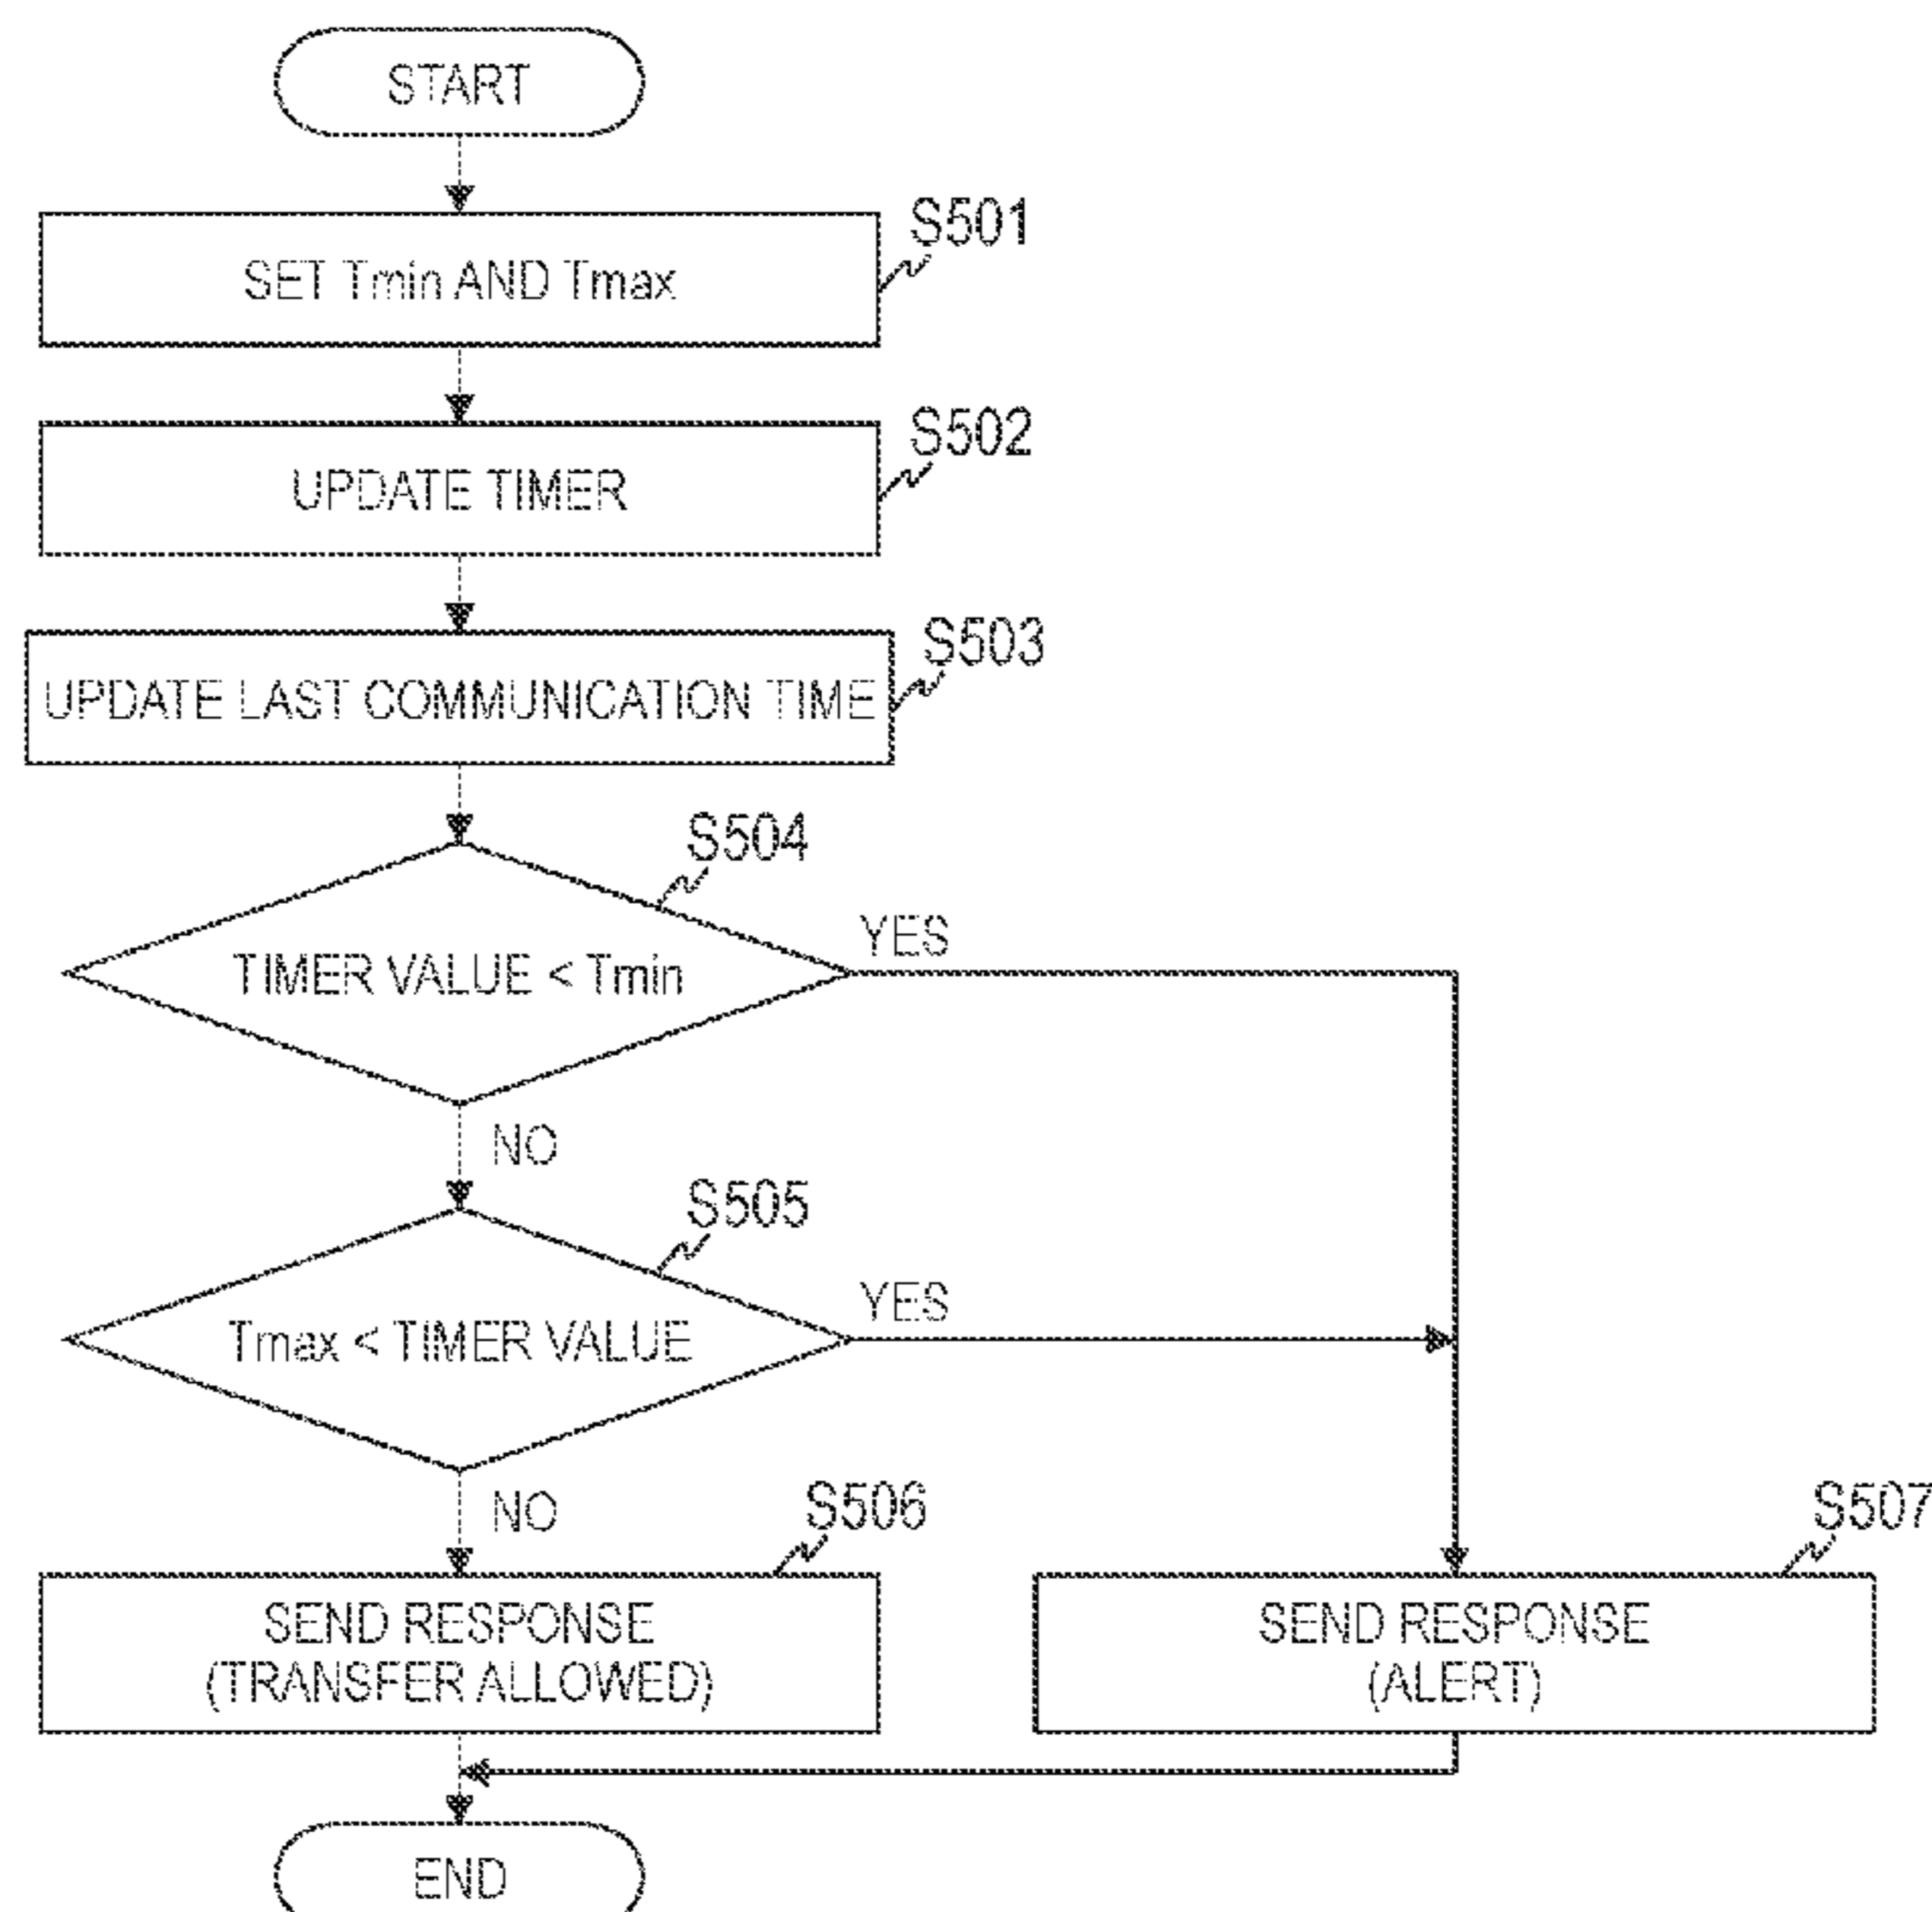 START
S501
SET Tmin AND Tmax
S502
UPDATE TIMER
S503
UPDATE LAST COMMUNICATION TIME
S504
TIMER VALUE < Tmin
YES
NO
S505
Tmax < TIMER VALUE
YES
NO
S506
SEND RESPONSE
(TRANSFER ALLOWED)
S507
SEND RESPONSE
(ALERT)
END